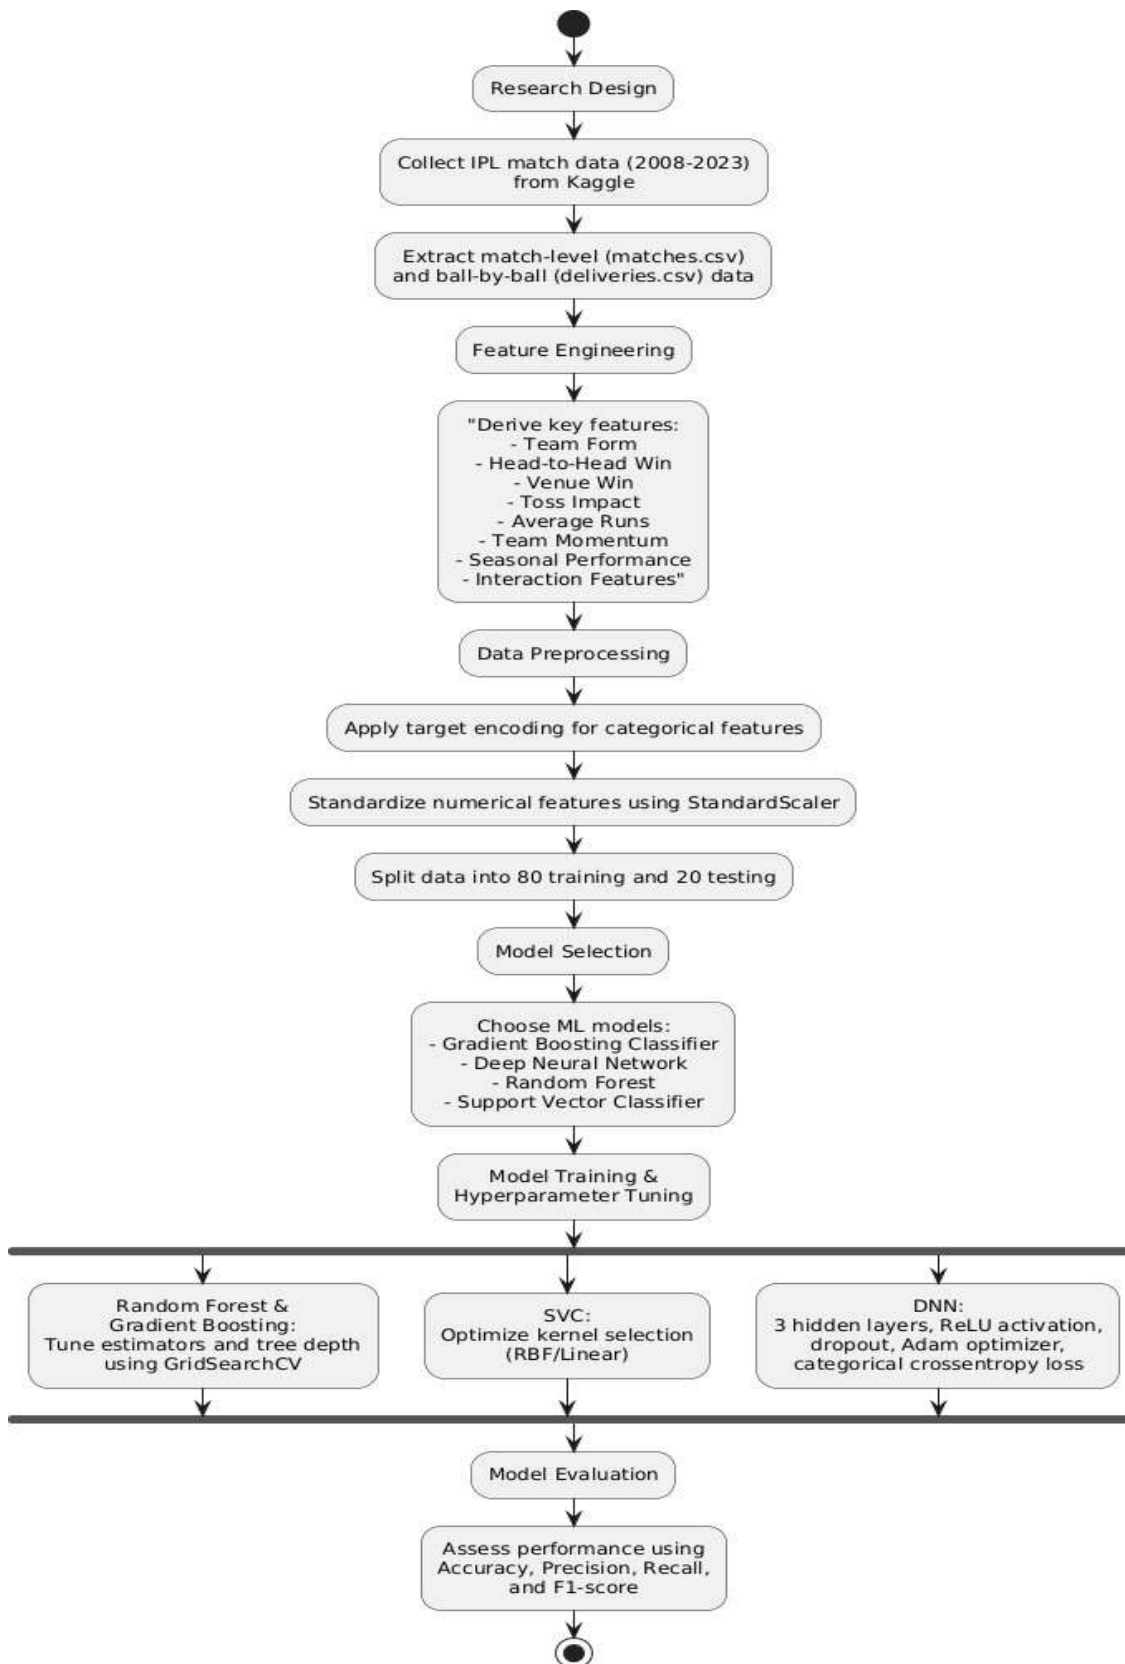 Research Design
Collect IPL match data (2008-2023)
from Kaggle
Extract match-level (matches.csv)
and ball-by-ball (deliveries.csv) data
Feature Engineering
"Derive key features:
- Team Form
- Head-to-Head Win
- Venue Win
- Toss Impact
- Average Runs
- Team Momentum
- Seasonal Performance
- Interaction Features"
Data Preprocessing
Apply target encoding for categorical features
Standardize numerical features using StandardScaler
Split data into 80 training and 20 testing
Model Selection
Choose ML models:
- Gradient Boosting Classifier
- Deep Neural Network
- Random Forest
- Support Vector Classifier
Model Training &
Hyperparameter Tuning
Random Forest &
Gradient Boosting:
Tune estimators and tree depth
using GridSearchCV
SVC:
Optimize kernel selection
(RBF/Linear)
DNN:
3 hidden layers, ReLU activation,
dropout, Adam optimizer,
categorical crossentropy loss
Model Evaluation
Assess performance using
Accuracy, Precision, Recall,
and F1-score